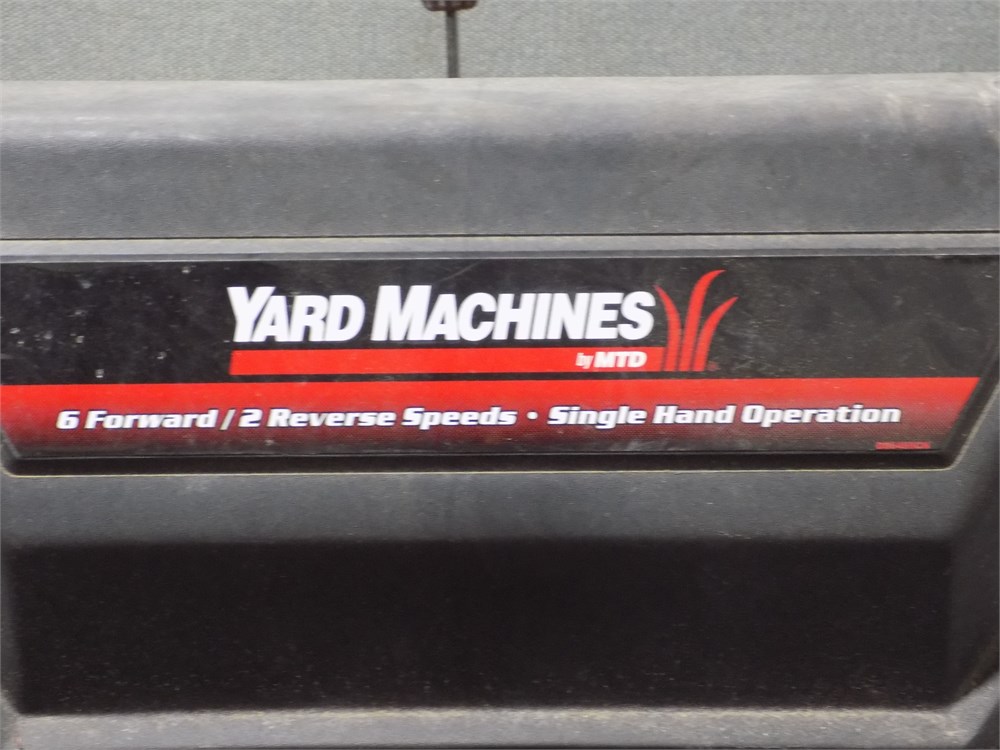 YARD MACHINES
by MTD
6 Forward / 2 Reverse Speeds • Single Hand Operation